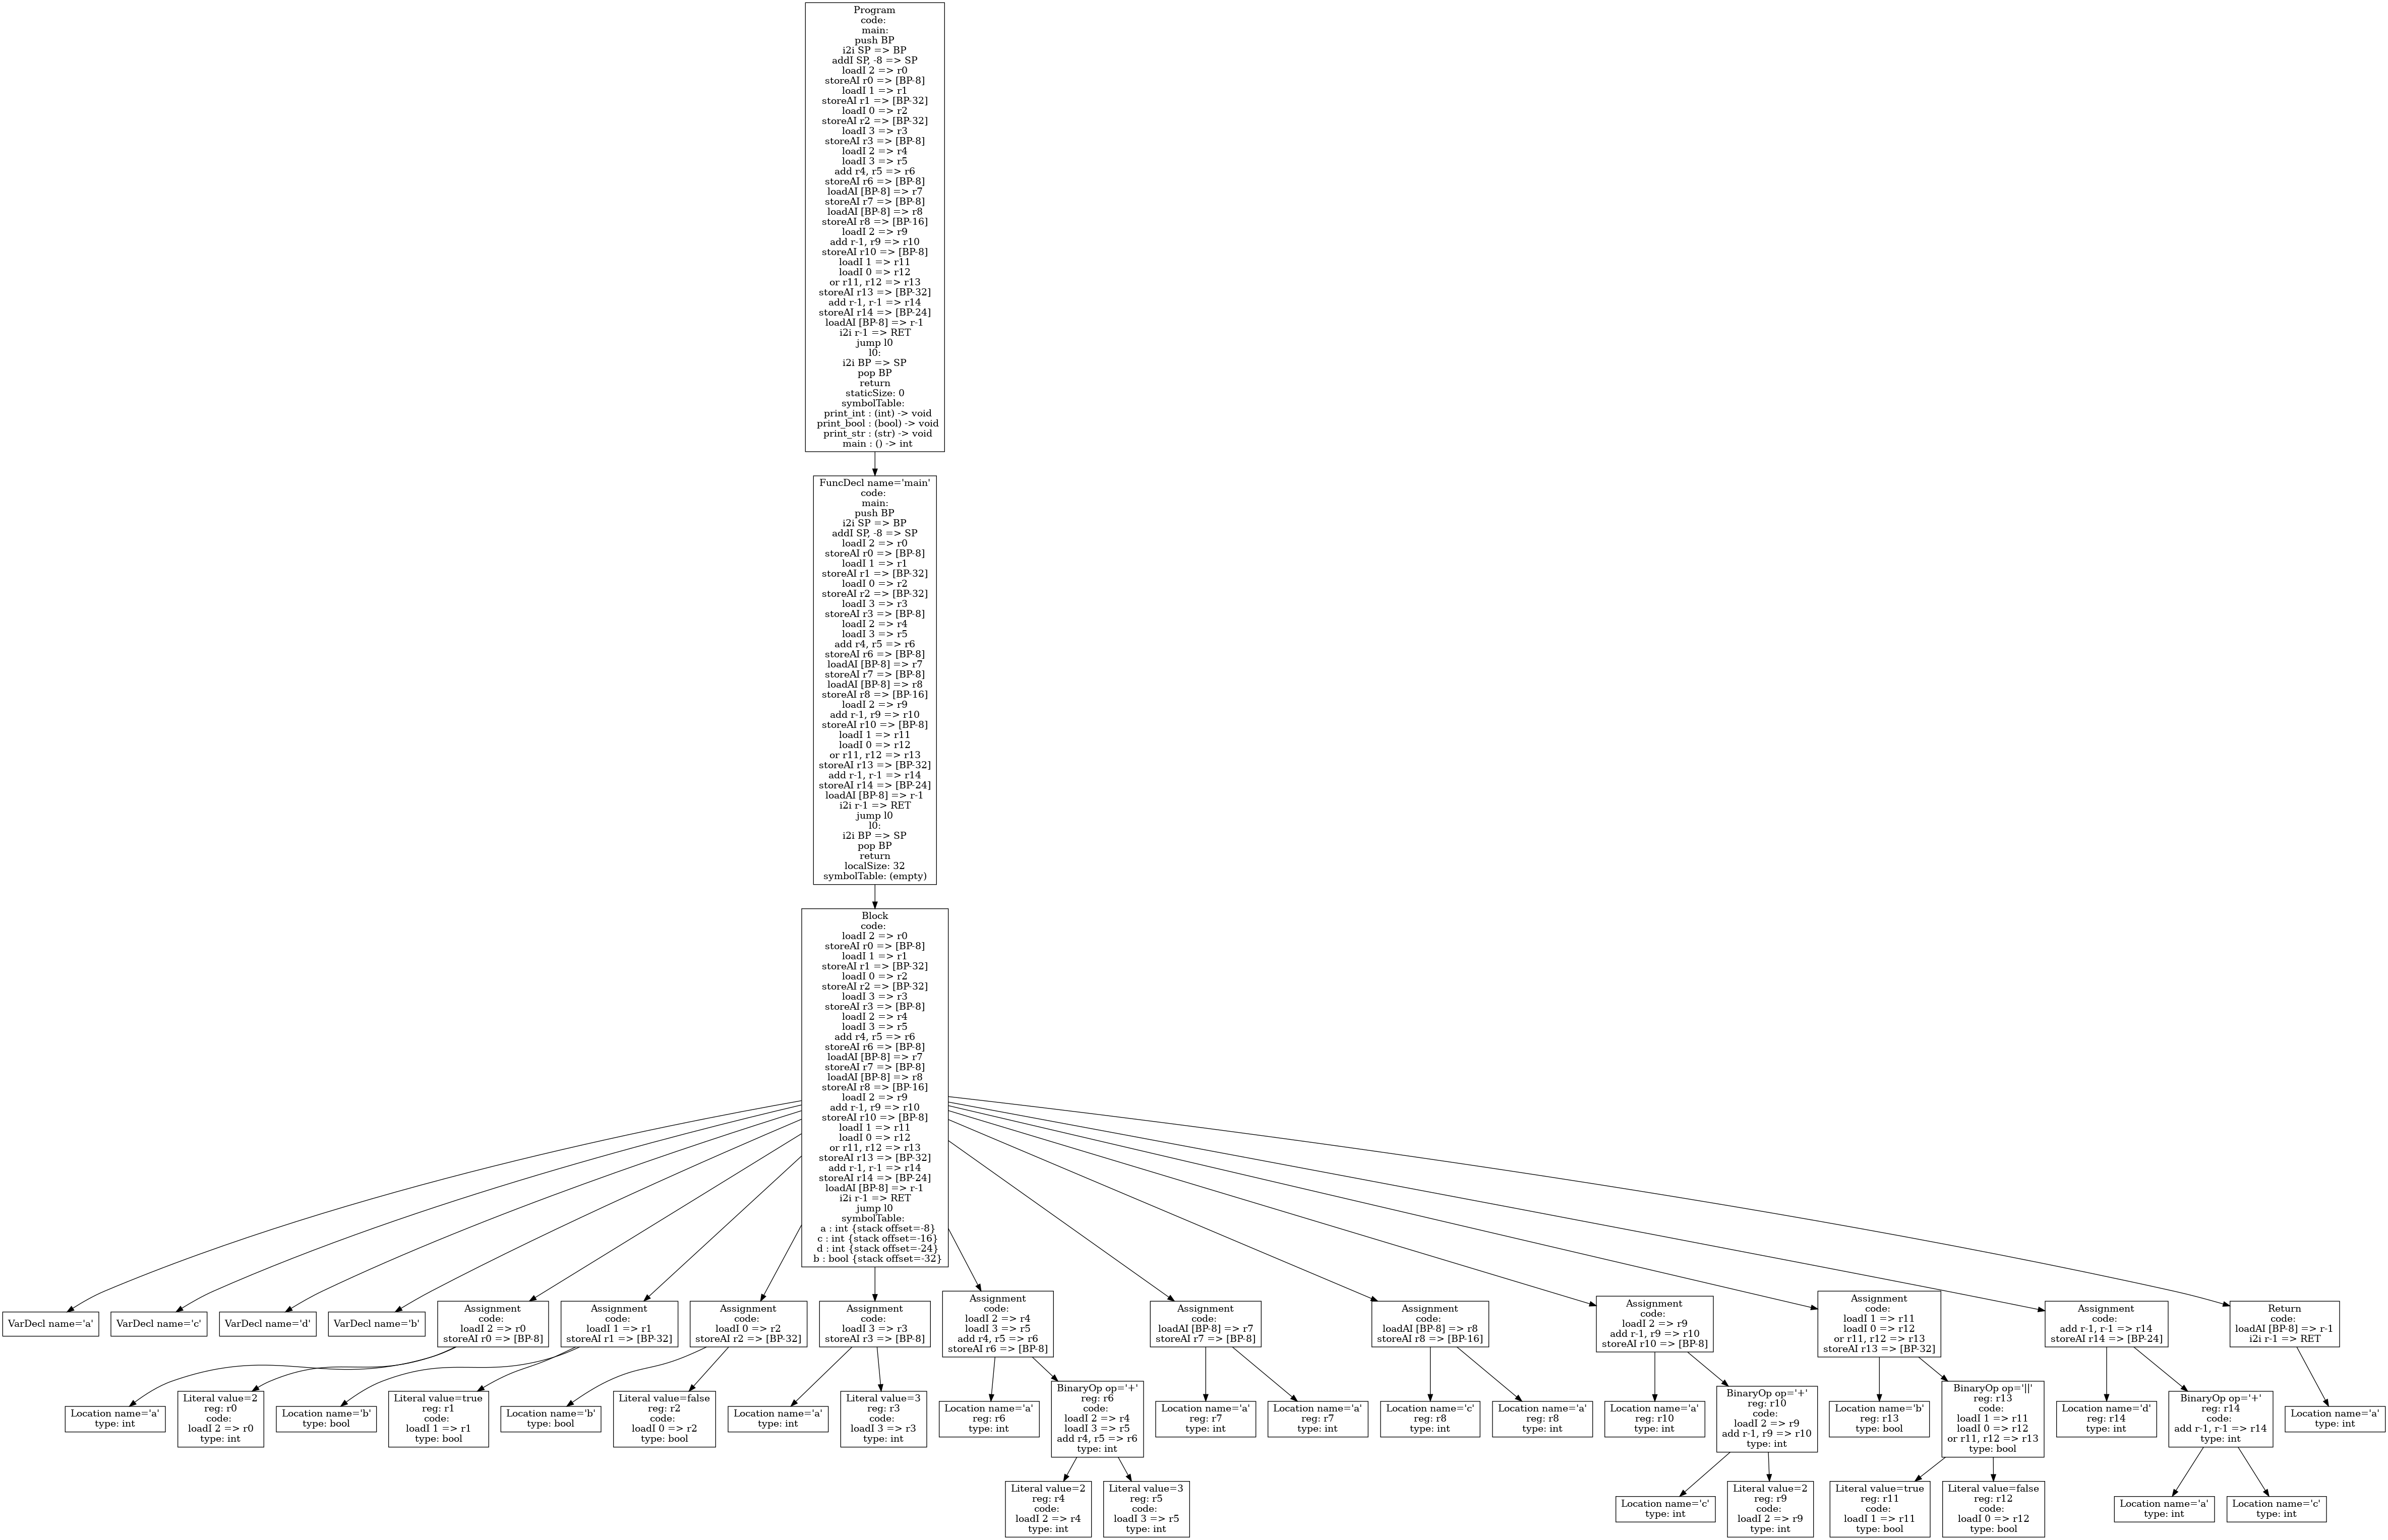 Program
code:
main:
push BP
i2i SP => BP
addI SP, -8 => SP
loadI 2 => r0
storeAI r0 => [BP-8]
loadI 1 => r1
storeAI r1 => [BP-32]
loadI 0 => r2
storeAI r2 => [BP-32]
loadI 3 => r3
storeAI r3 => [BP-8]
loadI 2 => r4
loadI 3 => r5
add r4, r5 => r6
storeAI r6 => [BP-8]
loadAI [BP-8] => r7
storeAI r7 => [BP-8]
loadAI [BP-8] => r8
storeAI r8 => [BP-16]
loadI 2 => r9
add r-1, r9 => r10
storeAI r10 => [BP-8]
loadI 1 => r11
loadI 0 => r12
or r11, r12 => r13
storeAI r13 => [BP-32]
add r-1, r-1 => r14
storeAI r14 => [BP-24]
loadAI [BP-8] => r-1
i2i r-1 => RET
jump l0
l0:
i2i BP => SP
pop BP
return
staticSize: 0
symbolTable:
print_int : (int) -> void
print_bool : (bool) -> void
print_str : (str) -> void
main : () -> int
FuncDecl name='main'
code:
main:
push BP
i2i SP => BP
addI SP, -8 => SP
loadI 2 => r0
storeAI r0 => [BP-8]
loadI 1 => r1
storeAI r1 => [BP-32]
loadI 0 => r2
storeAI r2 => [BP-32]
loadI 3 => r3
storeAI r3 => [BP-8]
loadI 2 => r4
loadI 3 => r5
add r4, r5 => r6
storeAI r6 => [BP-8]
loadAI [BP-8] => r7
storeAI r7 => [BP-8]
loadAI [BP-8] => r8
storeAI r8 => [BP-16]
loadI 2 => r9
add r-1, r9 => r10
storeAI r10 => [BP-8]
loadI 1 => r11
loadI 0 => r12
or r11, r12 => r13
storeAI r13 => [BP-32]
add r-1, r-1 => r14
storeAI r14 => [BP-24]
loadAI [BP-8] => r-1
i2i r-1 => RET
jump l0
l0:
i2i BP => SP
pop BP
return
localSize: 32
symbolTable: (empty)
Block
code:
loadI 2 => r0
storeAI r0 => [BP-8]
loadI 1 => r1
storeAI r1 => [BP-32]
loadI 0 => r2
storeAI r2 => [BP-32]
loadI 3 => r3
storeAI r3 => [BP-8]
loadI 2 => r4
loadI 3 => r5
add r4, r5 => r6
storeAI r6 => [BP-8]
loadAI [BP-8] => r7
storeAI r7 => [BP-8]
loadAI [BP-8] => r8
storeAI r8 => [BP-16]
loadI 2 => r9
add r-1, r9 => r10
storeAI r10 => [BP-8]
loadI 1 => r11
loadI 0 => r12
or r11, r12 => r13
storeAI r13 => [BP-32]
add r-1, r-1 => r14
storeAI r14 => [BP-24]
loadAI [BP-8] => r-1
i2i r-1 => RET
jump l0
symbolTable:
a : int {stack offset=-8}
c : int {stack offset=-16}
d : int {stack offset=-24}
b : bool {stack offset=-32}
VarDecl name='a'
VarDecl name='c'
VarDecl name='d'
VarDecl name='b'
Assignment
code:
loadI 2 => r0
storeAI r0 => [BP-8]
Assignment
code:
loadI 1 => r1
storeAI r1 => [BP-32]
Assignment
code:
loadI 0 => r2
storeAI r2 => [BP-32]
Assignment
code:
loadI 3 => r3
storeAI r3 => [BP-8]
Assignment
code:
loadI 2 => r4
loadI 3 => r5
add r4, r5 => r6
storeAI r6 => [BP-8]
Assignment
code:
loadAI [BP-8] => r7
storeAI r7 => [BP-8]
Assignment
code:
loadAI [BP-8] => r8
storeAI r8 => [BP-16]
Assignment
code:
loadI 2 => r9
add r-1, r9 => r10
storeAI r10 => [BP-8]
Assignment
code:
loadI 1 => r11
loadI 0 => r12
or r11, r12 => r13
storeAI r13 => [BP-32]
Assignment
code:
add r-1, r-1 => r14
storeAI r14 => [BP-24]
Return
code:
loadAI [BP-8] => r-1
i2i r-1 => RET
Location name='a'
type: int
Literal value=2
reg: r0
code:
loadI 2 => r0
type: int
Location name='b'
type: bool
Literal value=true
reg: r1
code:
loadI 1 => r1
type: bool
Location name='b'
type: bool
Literal value=false
reg: r2
code:
loadI 0 => r2
type: bool
Location name='a'
type: int
Literal value=3
reg: r3
code:
loadI 3 => r3
type: int
Location name='a'
reg: r6
type: int
BinaryOp op='+'
reg: r6
code:
loadI 2 => r4
loadI 3 => r5
add r4, r5 => r6
type: int
Location name='a'
reg: r7
type: int
Location name='a'
reg: r7
type: int
Location name='c'
reg: r8
type: int
Location name='a'
reg: r8
type: int
Location name='a'
reg: r10
type: int
BinaryOp op='+'
reg: r10
code:
loadI 2 => r9
add r-1, r9 => r10
type: int
Location name='b'
reg: r13
type: bool
BinaryOp op='||'
reg: r13
code:
loadI 1 => r11
loadI 0 => r12
or r11, r12 => r13
type: bool
Location name='d'
reg: r14
type: int
BinaryOp op='+'
reg: r14
code:
add r-1, r-1 => r14
type: int
Location name='a'
type: int
Literal value=2
reg: r4
code:
loadI 2 => r4
type: int
Literal value=3
reg: r5
code:
loadI 3 => r5
type: int
Location name='c'
type: int
Literal value=2
reg: r9
code:
loadI 2 => r9
type: int
Literal value=true
reg: r11
code:
loadI 1 => r11
type: bool
Literal value=false
reg: r12
code:
loadI 0 => r12
type: bool
Location name='a'
type: int
Location name='c'
type: int